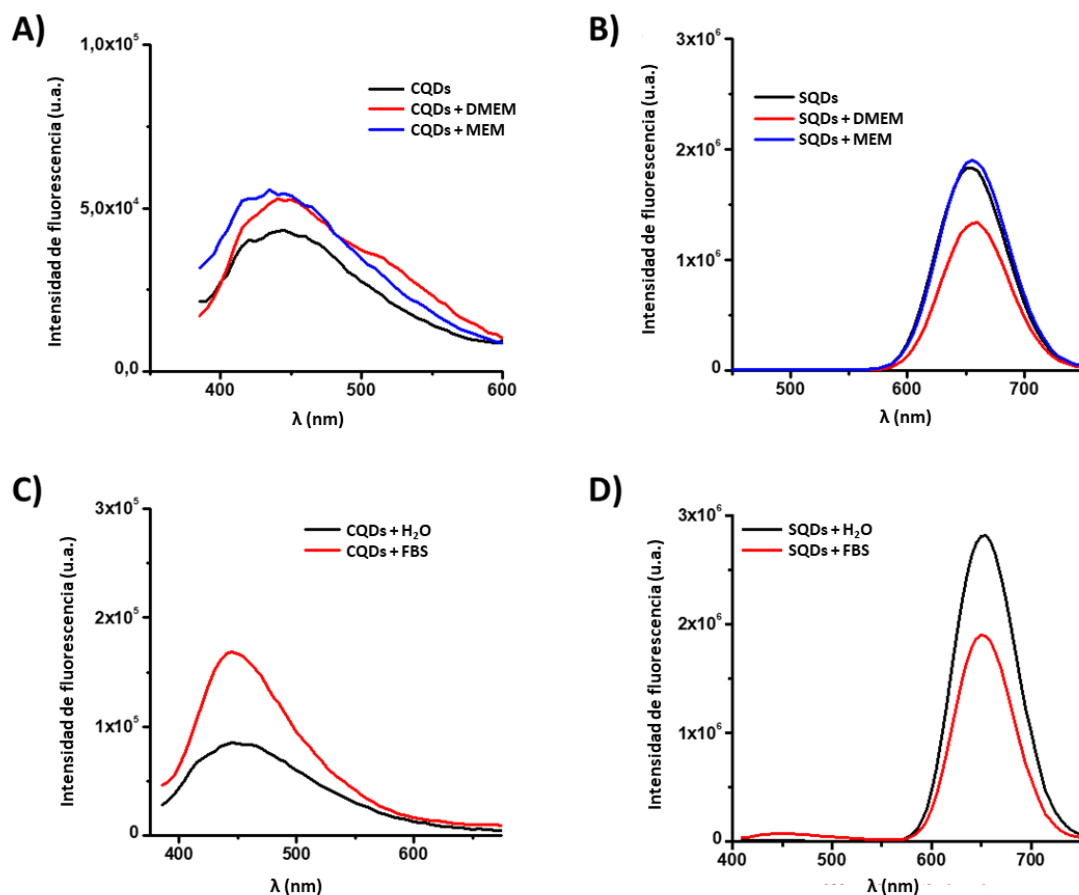 A)
Intensidad de fluorescencia (u.a.)
1,0x10⁵
5,0x10⁴
0,0
CQDs
CQDs + DMEM
CQDs + MEM
400
500
600
λ (nm)
B)
Intensidad de fluorescencia (u.a.)
3x10⁶
2x10⁶
1x10⁶
0
SQDs
SQDs + DMEM
SQDs + MEM
500
600
700
λ (nm)
C)
Intensidad de fluorescencia (u.a.)
3x10⁵
2x10⁵
1x10⁵
0
CQDs + H₂O
CQDs + FBS
400
500
600
λ (nm)
D)
Intensidad de fluorescencia (u.a.)
3x10⁶
2x10⁶
1x10⁶
0
SQDs + H₂O
SQDs + FBS
400
500
600
700
λ (nm)